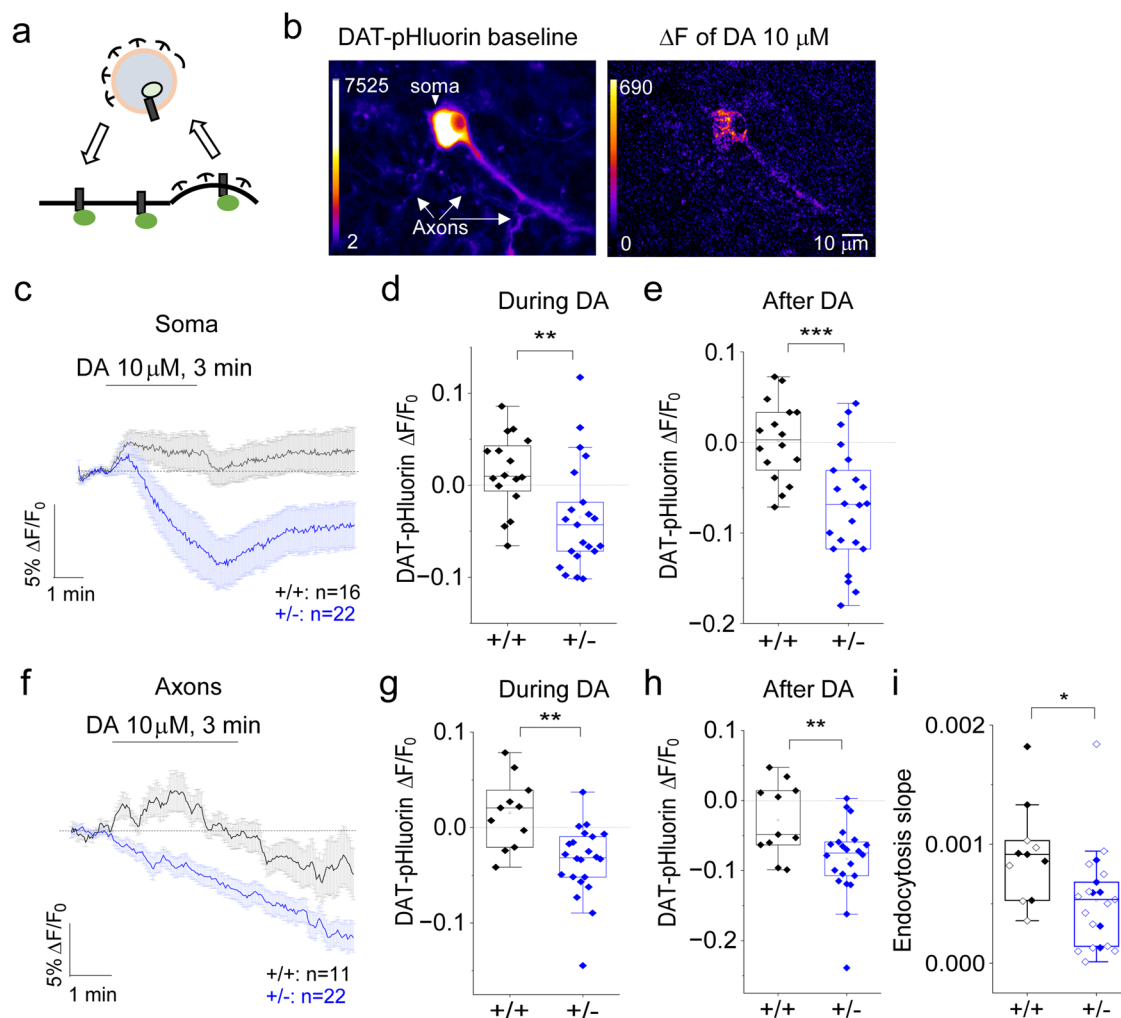 a
b
DAT-pHluorin baseline
ΔF of DA 10 μM
7525
soma
Axons
2
690
0
10 μm
c
Soma
DA 10 μM, 3 min
5% ΔF/F0
1 min
+/+: n=16
+/-: n=22
d
During DA
**
DAT-pHluorin ΔF/F0
0.1
0.0
−0.1
+/+
+/-
e
After DA
***
DAT-pHluorin ΔF/F0
0.1
0.0
−0.1
−0.2
+/+
+/-
f
Axons
DA 10 μM, 3 min
5% ΔF/F0
1 min
+/+: n=11
+/-: n=22
g
During DA
**
DAT-pHluorin ΔF/F0
0.1
0.0
−0.1
+/+
+/-
h
After DA
**
DAT-pHluorin ΔF/F0
0.1
0.0
−0.1
−0.2
+/+
+/-
i
*
Endocytosis slope
0.002
0.001
0.000
+/+
+/-